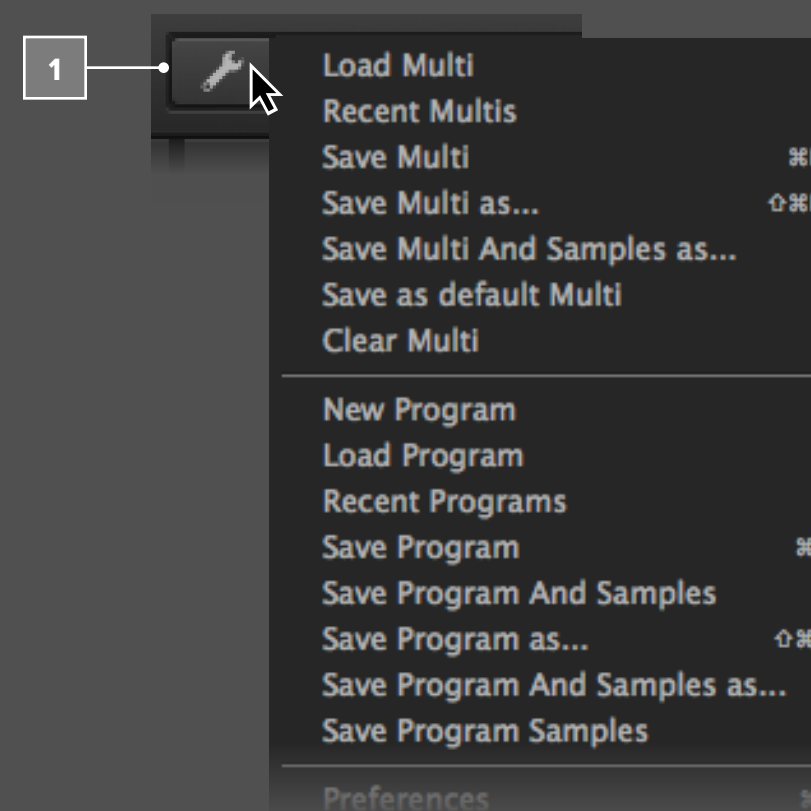 1
Load Multi
Recent Multis
Save Multi ⌘
Save Multi as... ⇧⌘
Save Multi And Samples as...
Save as default Multi
Clear Multi
New Program
Load Program
Recent Programs
Save Program ⌘
Save Program And Samples
Save Program as... ⇧⌘
Save Program And Samples as...
Save Program Samples
Preferences